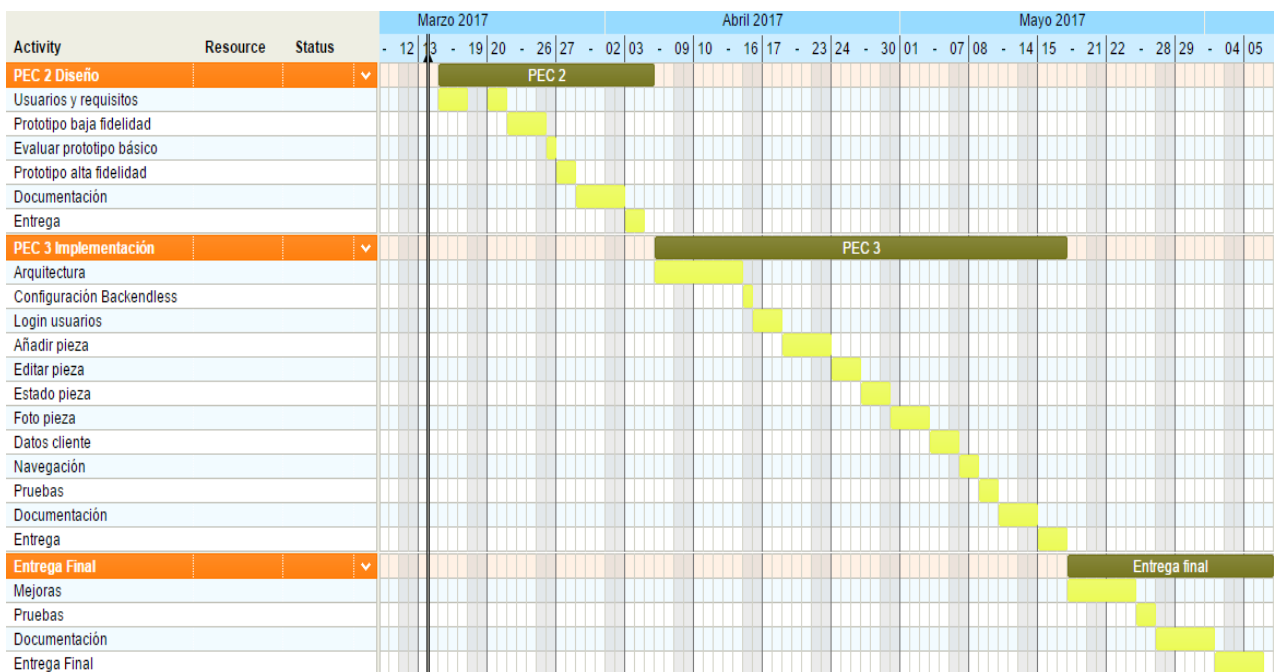 Marzo 2017 Abril 2017 Mayo 2017
Activity Resource Status - 12 13 - 19 20 - 26 27 - 02 03 - 09 10 - 16 17 - 23 24 - 30 01 - 07 08 - 14 15 - 21 22 - 28 29 - 04 05
PEC 2 Diseño PEC 2
Usuarios y requisitos
Prototipo baja fidelidad
Evaluar prototipo básico
Prototipo alta fidelidad
Documentación
Entrega
PEC 3 Implementación PEC 3
Arquitectura
Configuración Backendless
Login usuarios
Añadir pieza
Editar pieza
Estado pieza
Foto pieza
Datos cliente
Navegación
Pruebas
Documentación
Entrega
Entrega Final Entrega final
Mejoras
Pruebas
Documentación
Entrega Final